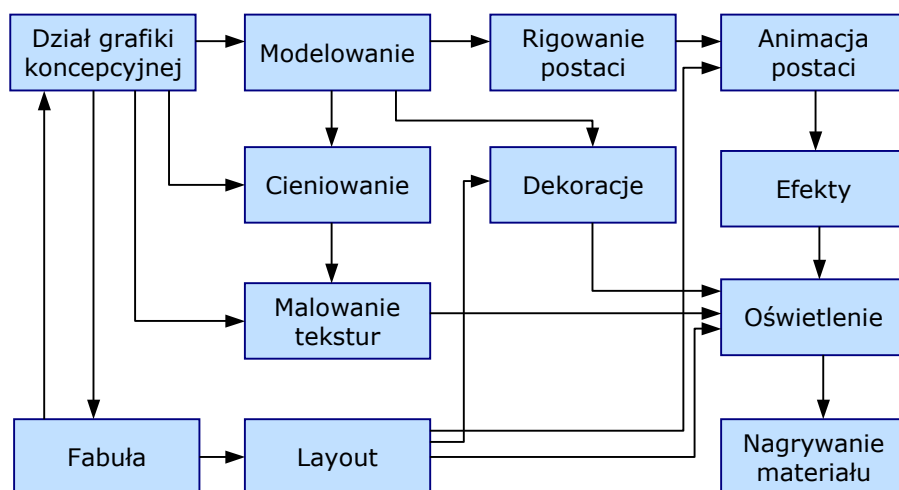 Dział grafiki
koncepcyjnej
Modelowanie
Rigowanie
postaci
Animacja
postaci
Cieniowanie
Dekoracje
Efekty
Malowanie
tekstur
Oświetlenie
Fabuła
Layout
Nagrywanie
materiału